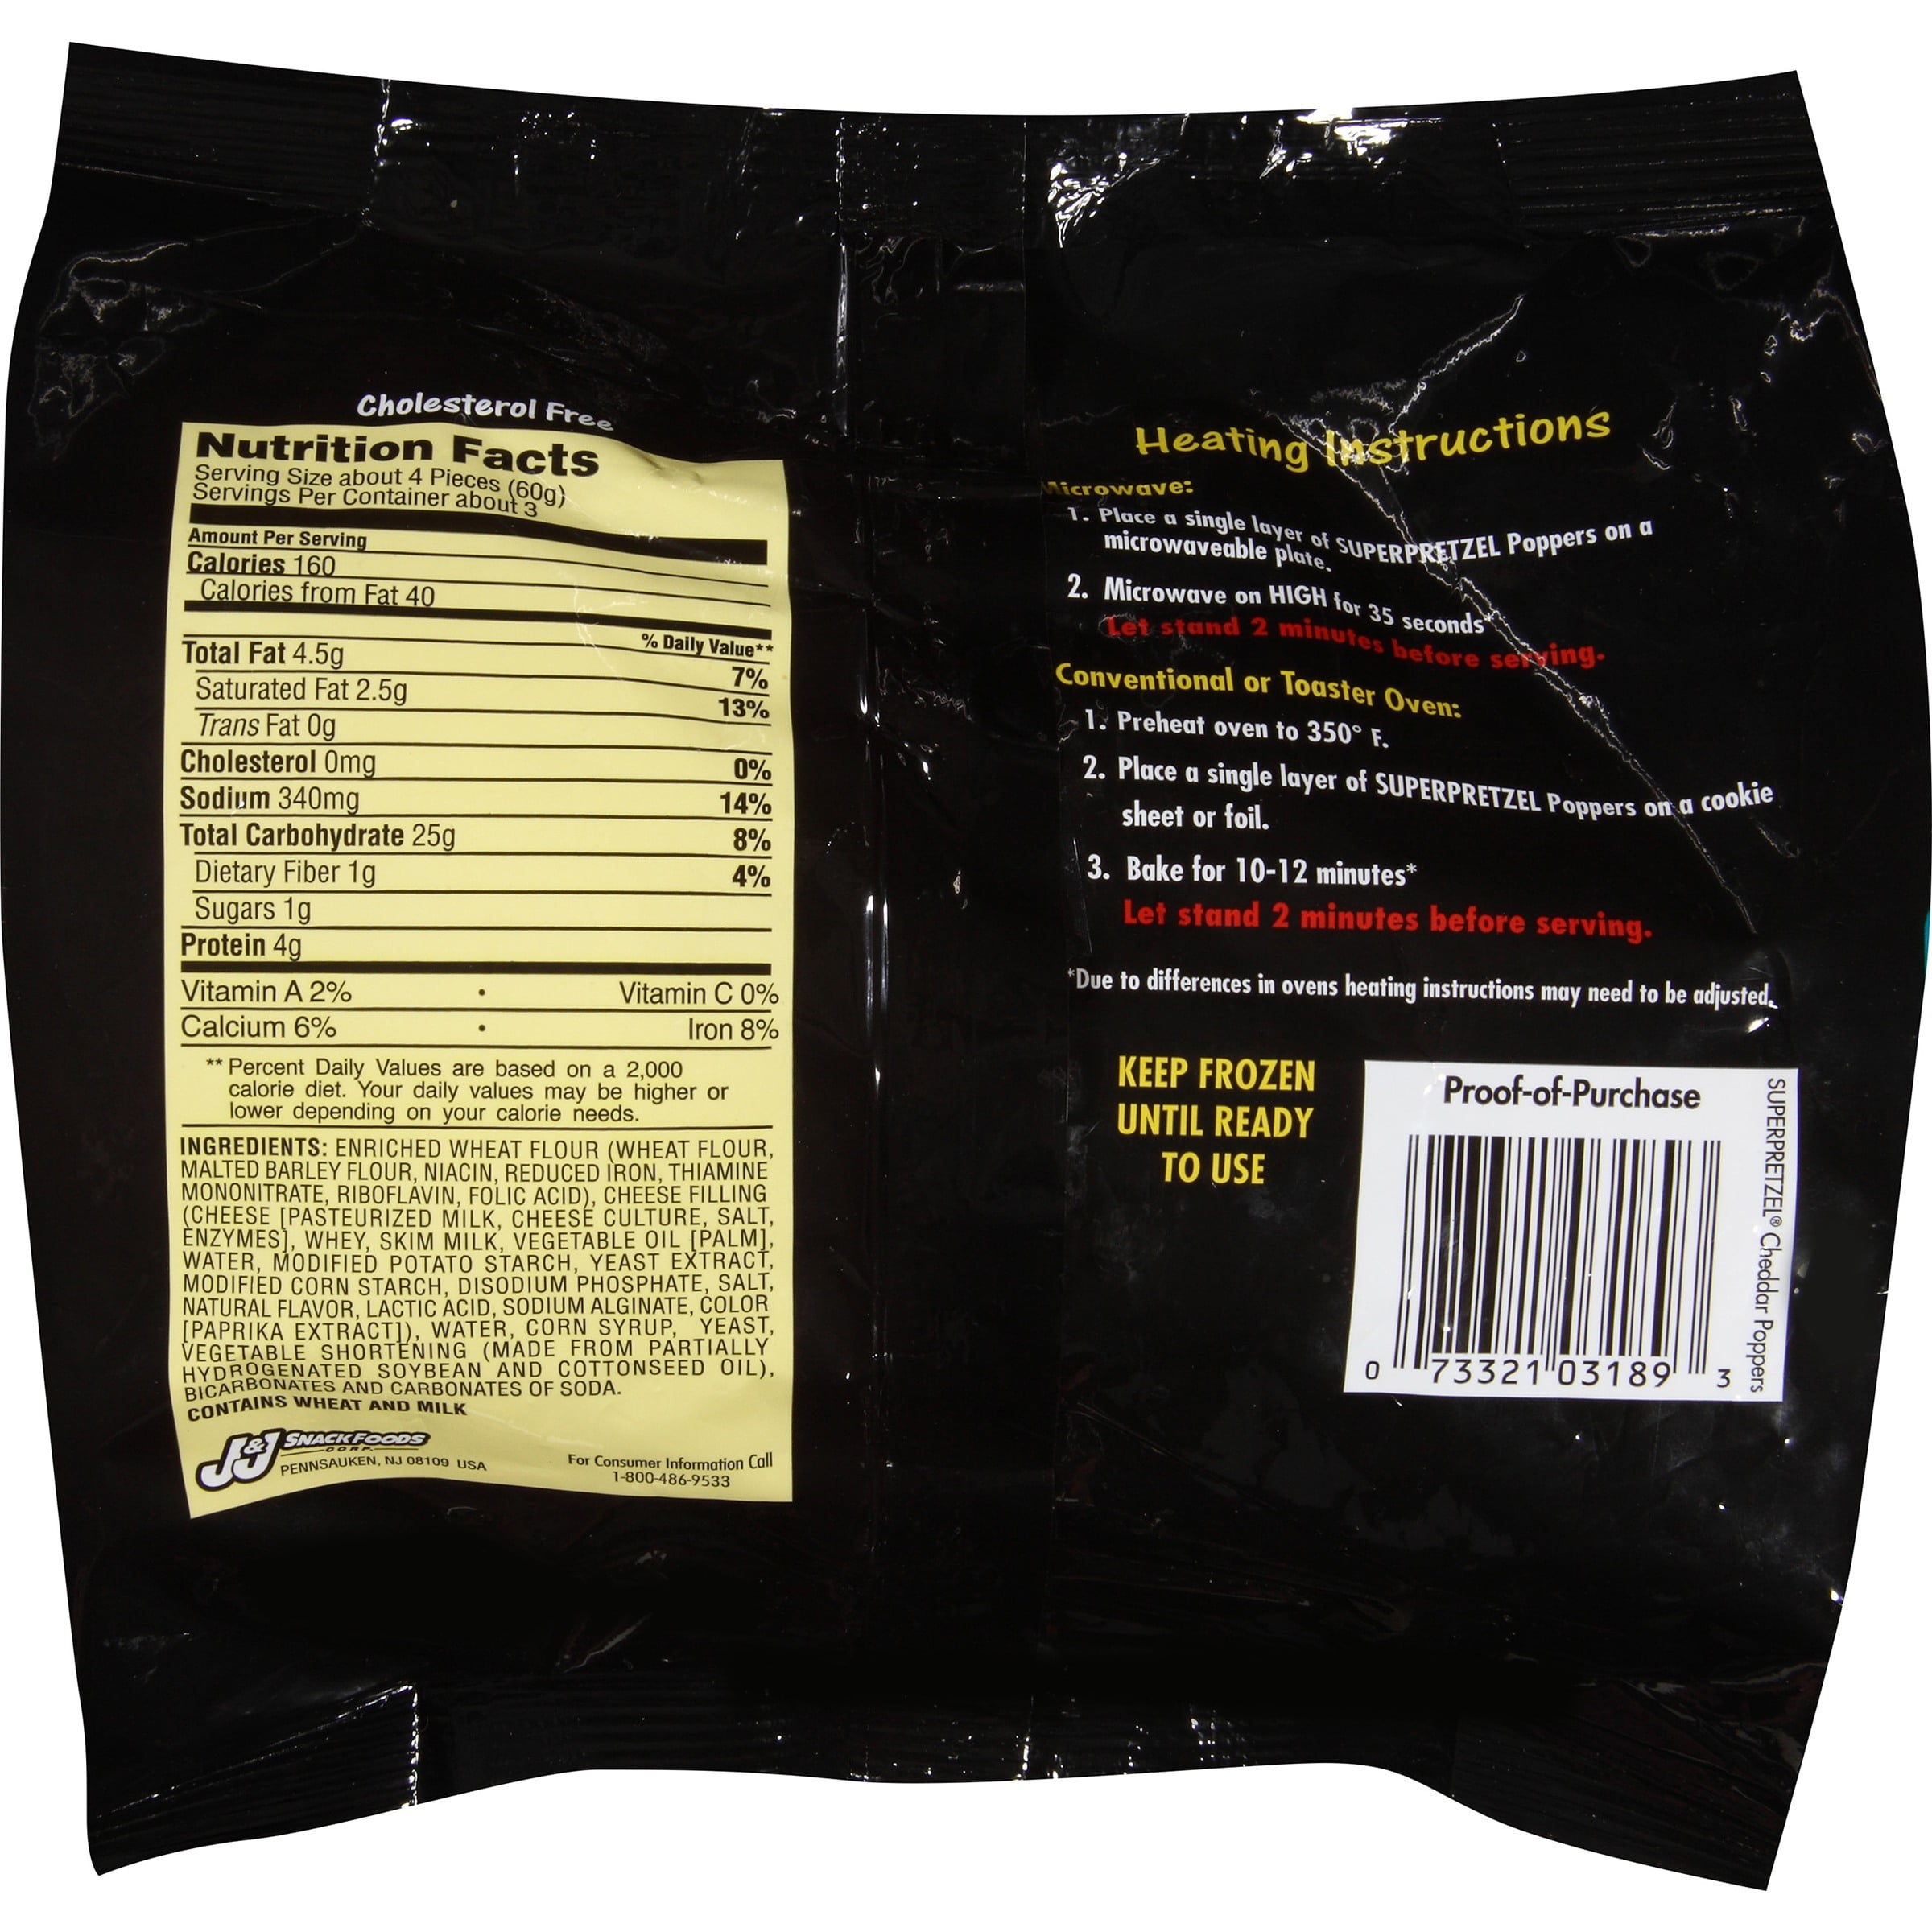 Cholesterol Free
Nutrition Facts
Serving Size about 4 Pieces (60g)
Servings Per Container about 3
Amount Per Serving
Calories 160
Calories from Fat 40
% Daily Value**
Total Fat 4.5g 7%
Saturated Fat 2.5g 13%
Trans Fat 0g
Cholesterol 0mg 0%
Sodium 340mg 14%
Total Carbohydrate 25g 8%
Dietary Fiber 1g 4%
Sugars 1g
Protein 4g
Vitamin A 2% • Vitamin C 0%
Calcium 6% • Iron 8%
** Percent Daily Values are based on a 2,000
calorie diet. Your daily values may be higher or
lower depending on your calorie needs.
INGREDIENTS: ENRICHED WHEAT FLOUR (WHEAT FLOUR,
MALTED BARLEY FLOUR, NIACIN, REDUCED IRON, THIAMINE
MONONITRATE, RIBOFLAVIN, FOLIC ACID), CHEESE FILLING
(CHEESE [PASTEURIZED MILK, CHEESE CULTURE, SALT,
ENZYMES], WHEY, SKIM MILK, VEGETABLE OIL [PALM],
WATER, MODIFIED POTATO STARCH, YEAST EXTRACT,
MODIFIED CORN STARCH, DISODIUM PHOSPHATE, SALT,
NATURAL FLAVOR, LACTIC ACID, SODIUM ALGINATE, COLOR
[PAPRIKA EXTRACT]), WATER, CORN SYRUP, YEAST,
VEGETABLE SHORTENING (MADE FROM PARTIALLY
HYDROGENATED SOYBEAN AND COTTONSEED OIL),
BICARBONATES AND CARBONATES OF SODA.
CONTAINS WHEAT AND MILK
J&J SNACK FOODS
CORP.
PENNSAUKEN, NJ 08109 USA
For Consumer Information Call
1-800-486-9533
Heating Instructions
Microwave:
1. Place a single layer of SUPERPRETZEL Poppers on a
microwaveable plate.
2. Microwave on HIGH for 35 seconds*
Let stand 2 minutes before serving.
Conventional or Toaster Oven:
1. Preheat oven to 350° F.
2. Place a single layer of SUPERPRETZEL Poppers on a cookie
sheet or foil.
3. Bake for 10-12 minutes*
Let stand 2 minutes before serving.
*Due to differences in ovens heating instructions may need to be adjusted.
KEEP FROZEN
UNTIL READY
TO USE
Proof-of-Purchase
0 73321 03189 3
SUPERPRETZEL® Cheddar Poppers